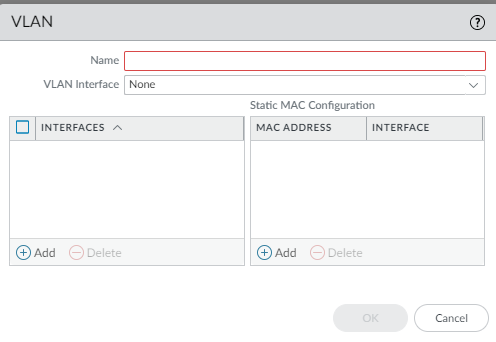 VLAN
?
Name
VLAN Interface None
Static MAC Configuration
INTERFACES
MAC ADDRESS INTERFACE
Add Delete
Add Delete
OK Cancel